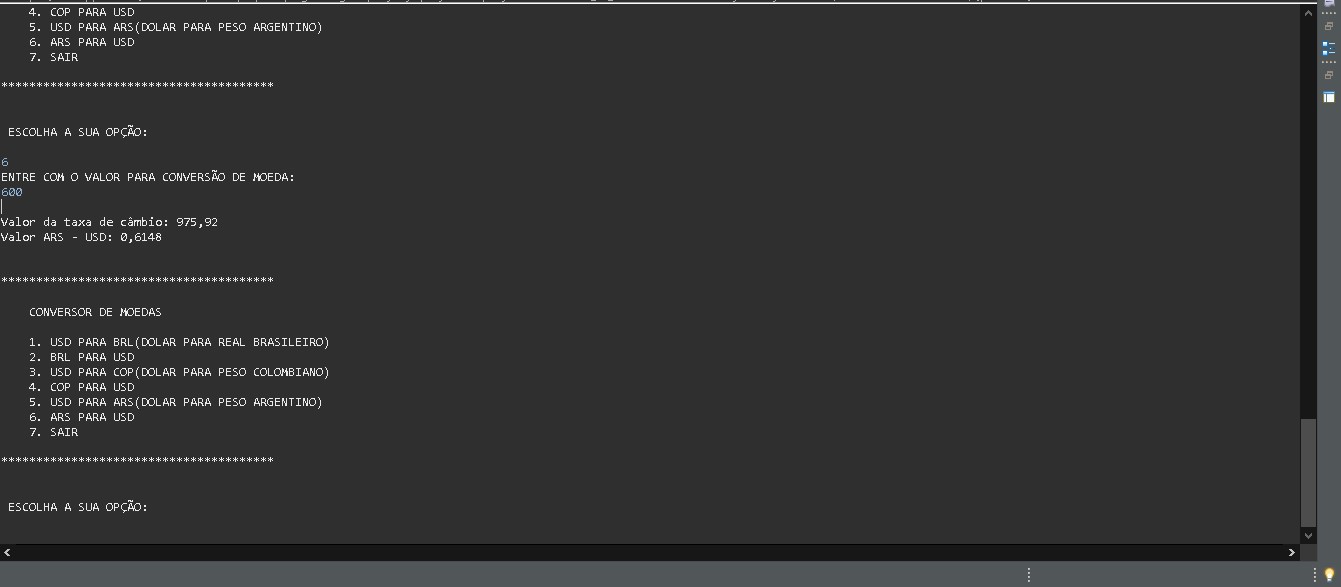 4. COP PARA USD
5. USD PARA ARS(DOLAR PARA PESO ARGENTINO)
6. ARS PARA USD
7. SAIR
***************************************
ESCOLHA A SUA OPÇÃO:
6
ENTRE COM O VALOR PARA CONVERSÃO DE MOEDA:
600
Valor da taxa de câmbio: 975,92
Valor ARS - USD: 0,6148
***************************************
CONVERSOR DE MOEDAS
1. USD PARA BRL(DOLAR PARA REAL BRASILEIRO)
2. BRL PARA USD
3. USD PARA COP(DOLAR PARA PESO COLOMBIANO)
4. COP PARA USD
5. USD PARA ARS(DOLAR PARA PESO ARGENTINO)
6. ARS PARA USD
7. SAIR
***************************************
ESCOLHA A SUA OPÇÃO: